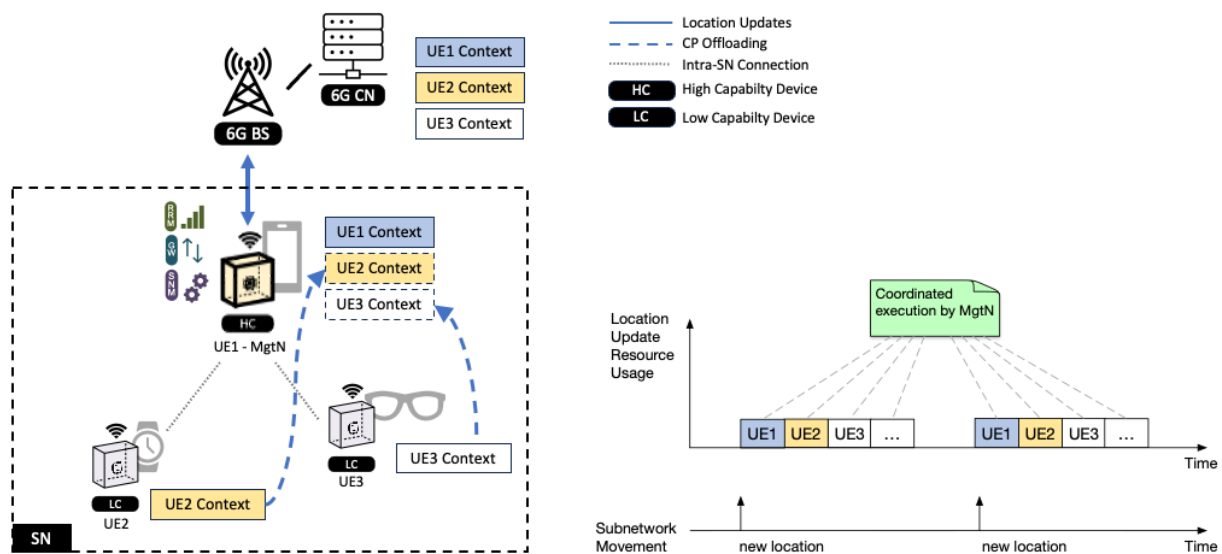 6G CN
6G BS
UE1 Context
UE2 Context
UE3 Context
Location Updates
CP Offloading
Intra-SN Connection
HC
High Capabilty Device
LC
Low Capabilty Device
RRM
GW
SNM
HC
UE1 - MgtN
UE1 Context
UE2 Context
UE3 Context
LC
UE3
UE3 Context
LC
UE2
UE2 Context
SN
Location
Update
Resource
Usage
Coordinated
execution by MgtN
UE1
UE2
UE3
...
UE1
UE2
UE3
...
Time
Subnetwork
Movement
new location
new location
Time